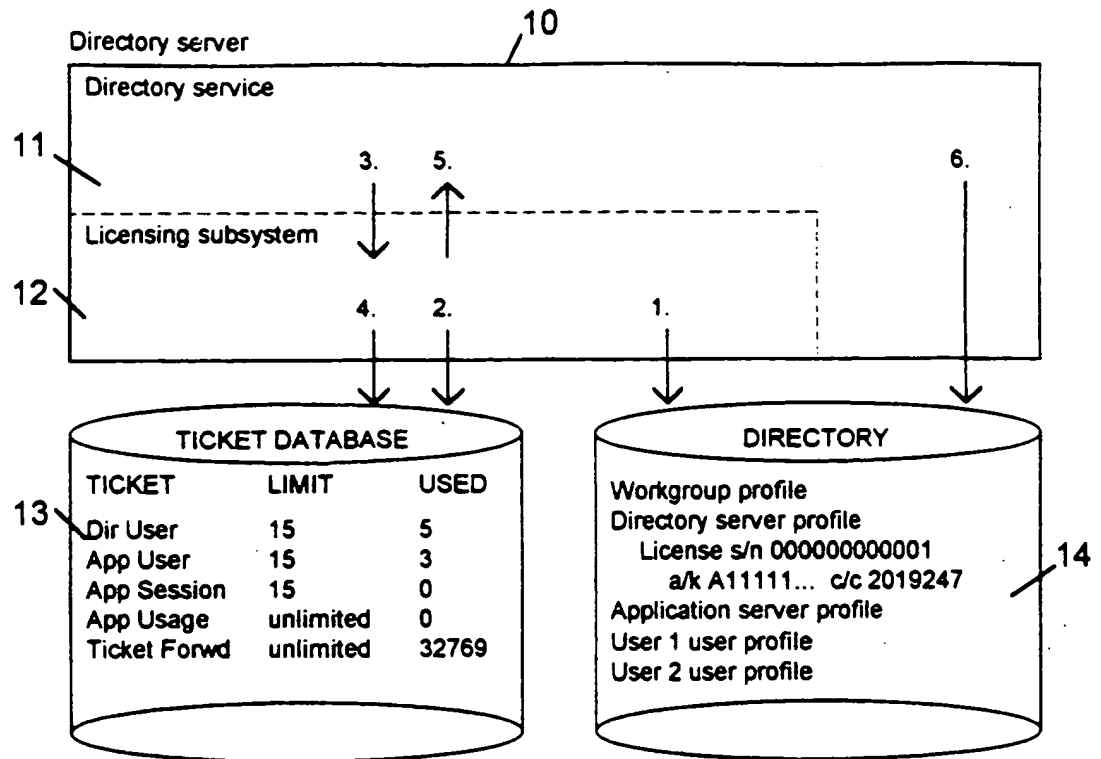 10
Directory server
Directory service
11
3. 5. 6.
Licensing subsystem
12
4. 2. 1.
TICKET DATABASE
TICKET LIMIT USED
13
Dir User 15 5
App User 15 3
App Session 15 0
App Usage unlimited 0
Ticket Forwd unlimited 32769
DIRECTORY
Workgroup profile
Directory server profile
License s/n 000000000001
a/k A11111... c/c 2019247
14
Application server profile
User 1 user profile
User 2 user profile